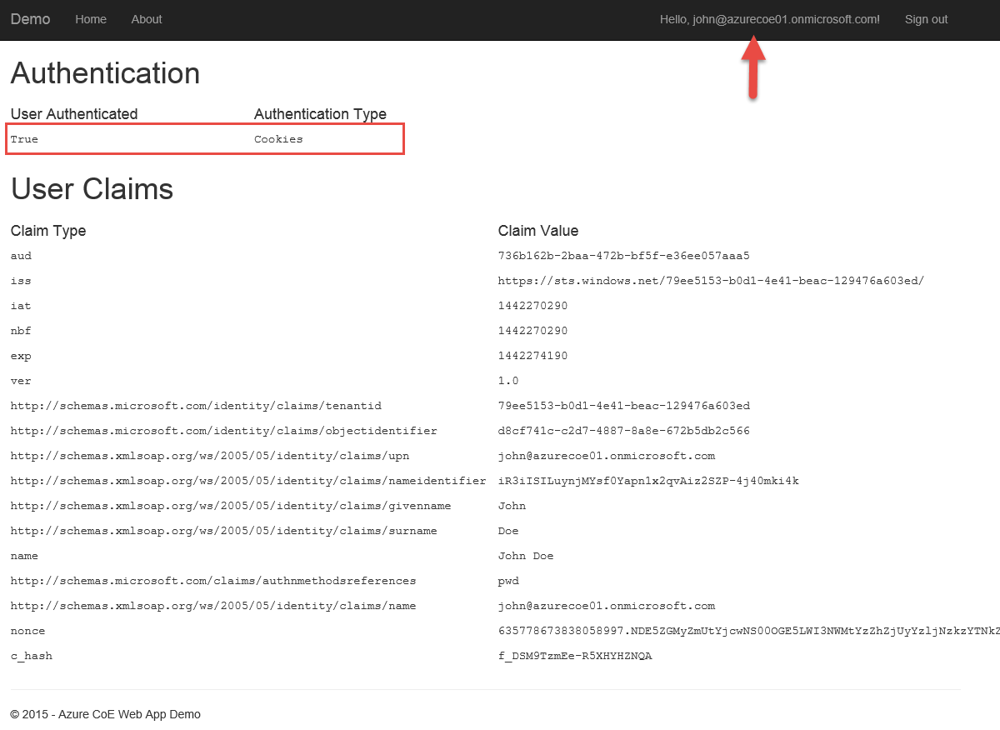 Demo Home About Hello, john@azurecoe01.onmicrosoft.com! Sign out
Authentication
User Authenticated Authentication Type
True Cookies
User Claims
Claim Type Claim Value
aud 736b162b-2baa-472b-bf5f-e36ee057aaa5
iss https://sts.windows.net/79ee5153-b0d1-4e41-beac-129476a603ed/
iat 1442270290
nbf 1442270290
exp 1442274190
ver 1.0
http://schemas.microsoft.com/identity/claims/tenantid 79ee5153-b0d1-4e41-beac-129476a603ed
http://schemas.microsoft.com/identity/claims/objectidentifier d8cf741c-c2d7-4887-8a8e-672b5db2c566
http://schemas.xmlsoap.org/ws/2005/05/identity/claims/upn john@azurecoe01.onmicrosoft.com
http://schemas.xmlsoap.org/ws/2005/05/identity/claims/nameidentifier iR3iISILuynjMYsf0Yapn1x2qvAiz2SZP-4j40mki4k
http://schemas.xmlsoap.org/ws/2005/05/identity/claims/givenname John
http://schemas.xmlsoap.org/ws/2005/05/identity/claims/surname Doe
name John Doe
http://schemas.microsoft.com/claims/authnmethodsreferences pwd
http://schemas.xmlsoap.org/ws/2005/05/identity/claims/name john@azurecoe01.onmicrosoft.com
nonce 635778673838058997.NDE5ZGMyZmUtYjcwNS00OGE5LWI3NWMtYzZhZjUyYzljNzkzYTNkZ
c_hash f_DSM9TzmEe-R5XHYHZNQA
© 2015 - Azure CoE Web App Demo